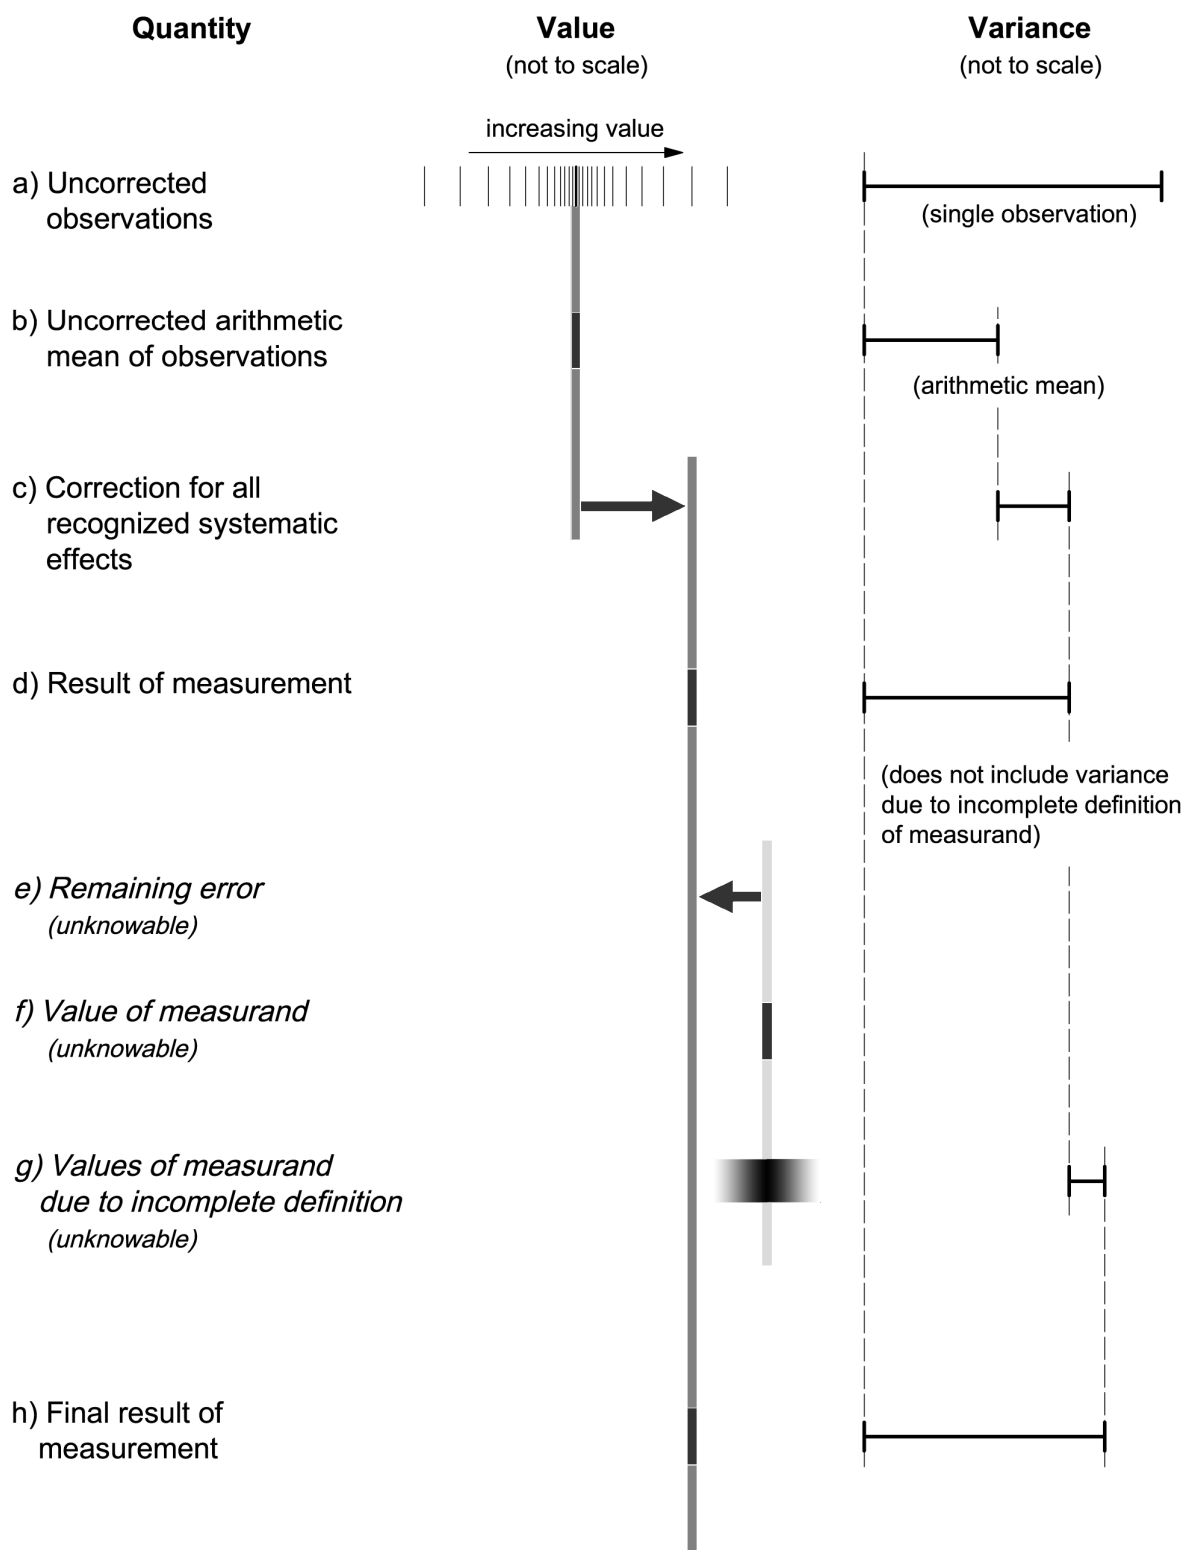 Quantity
Value
(not to scale)
Variance
(not to scale)
increasing value
a) Uncorrected
observations
(single observation)
b) Uncorrected arithmetic
mean of observations
(arithmetic mean)
c) Correction for all
recognized systematic
effects
d) Result of measurement
(does not include variance
due to incomplete definition
of measurand)
e) Remaining error
(unknowable)
f) Value of measurand
(unknowable)
g) Values of measurand
due to incomplete definition
(unknowable)
h) Final result of
measurement